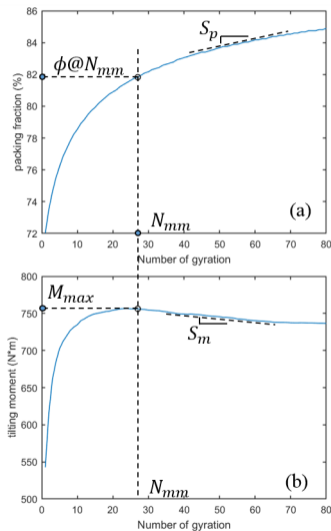 86
84
82
80
78
76
74
72
packing fraction (%)
ϕ@N_mm
S_p
N_mm
(a)
0 10 20 30 40 50 60 70 80
Number of gyration
800
750
700
650
600
550
500
tilting moment (N*m)
M_max
S_m
N_mm
(b)
0 10 20 30 40 50 60 70 80
Number of gyration